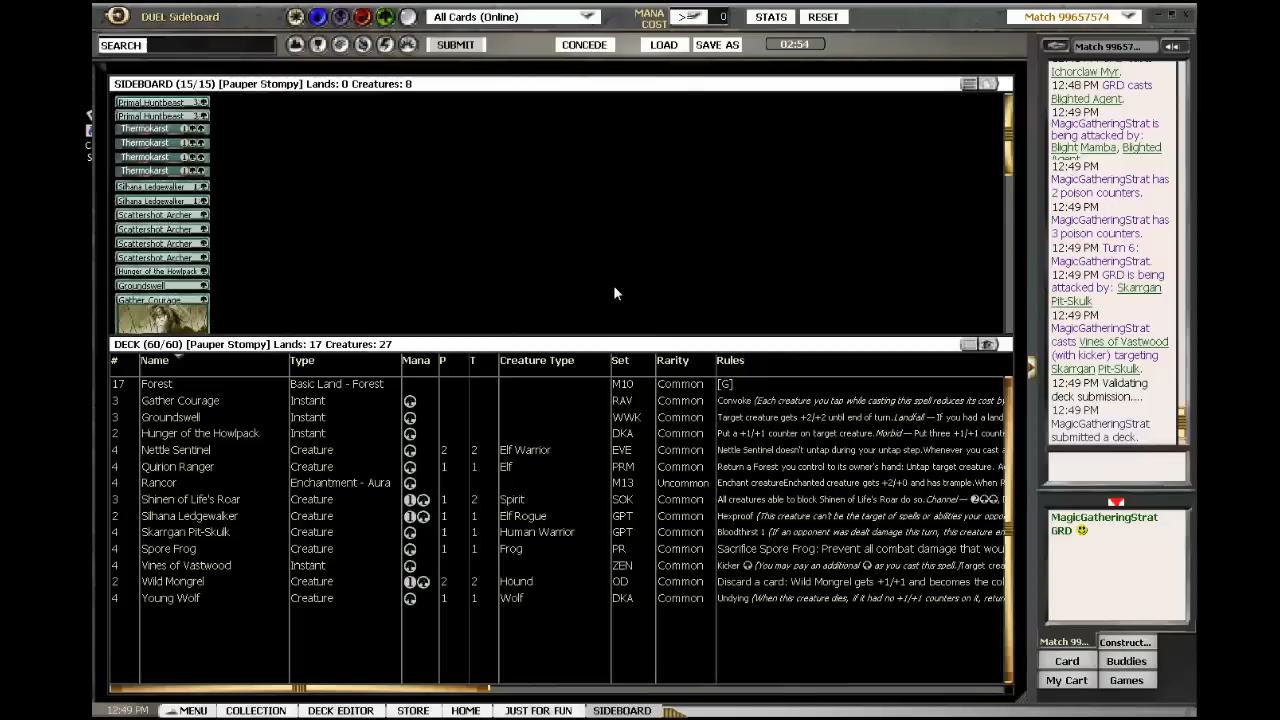 DUEL Sideboard
All Cards (Online)
MANA COST
>=
0
STATS
RESET
Match 99657574
SEARCH
SUBMIT
CONCEDE
LOAD
SAVE AS
02:54
Match 99657...
SIDEBOARD (15/15) [Pauper Stompy] Lands: 0 Creatures: 8
Primal Huntbeast 3
Primal Huntbeast 3
Thermokarst 1
Thermokarst 1
Thermokarst 1
Thermokarst 1
Silhana Ledgewalker 1
Silhana Ledgewalker 1
Scattershot Archer
Scattershot Archer
Scattershot Archer
Scattershot Archer
Hunger of the Howlpack
Groundswell
Gather Courage
DECK (60/60) [Pauper Stompy] Lands: 17 Creatures: 27
# Name Type Mana P T Creature Type Set Rarity Rules
17 Forest Basic Land - Forest M10 Common [G]
3 Gather Courage Instant RAV Common Convoke (Each creature you tap while casting this spell reduces its cost by
3 Groundswell Instant WWK Common Target creature gets +2/+2 until end of turn.Landfall — If you had a land
2 Hunger of the Howlpack Instant DKA Common Put a +1/+1 counter on target creature.Morbid — Put three +1/+1 coun
4 Nettle Sentinel Creature 2 2 Elf Warrior EVE Common Nettle Sentinel doesn't untap during your untap step.Whenever you cast a
4 Quirion Ranger Creature 1 1 Elf PRM Common Return a Forest you control to its owner's hand: Untap target creature. A
4 Rancor Enchantment - Aura M13 Uncommon Enchant creatureEnchanted creature gets +2/+0 and has trample.When R
3 Shinen of Life's Roar Creature 1 1 2 Spirit SOK Common All creatures able to block Shinen of Life's Roar do so.Channel — 2
2 Silhana Ledgewalker Creature 1 1 1 Elf Rogue GPT Common Hexproof (This creature can't be the target of spells or abilities your oppo
4 Skarrgan Pit-Skulk Creature 1 1 Human Warrior GPT Common Bloodthirst 1 (If an opponent was dealt damage this turn, this creature en
4 Spore Frog Creature 1 1 Frog PR Common Sacrifice Spore Frog: Prevent all combat damage that wou
4 Vines of Vastwood Instant ZEN Common Kicker (You may pay an additional as you cast this spell.)Target crea
2 Wild Mongrel Creature 1 2 2 Hound OD Common Discard a card: Wild Mongrel gets +1/+1 and becomes the col
4 Young Wolf Creature 1 1 Wolf DKA Common Undying (When this creature dies, if it had no +1/+1 counters on it, retur
Ichorclaw Myr.
12:48 PM GRD casts
Blighted Agent.
12:49 PM
MagicGatheringStrat is
being attacked by:
Blight Mamba, Blighted
Agent
12:49 PM
MagicGatheringStrat has
2 poison counters.
12:49 PM
MagicGatheringStrat has
3 poison counters.
12:49 PM Turn 6:
MagicGatheringStrat.
12:49 PM GRD is being
attacked by: Skarrgan
Pit-Skulk
12:49 PM
MagicGatheringStrat
casts Vines of Vastwood
(with kicker) targeting
Skarrgan Pit-Skulk.
12:49 PM Validating
deck submission....
12:49 PM
MagicGatheringStrat
submitted a deck.
MagicGatheringStrat
GRD
Match 99...
Construct...
Card
Buddies
My Cart
Games
12:49 PM
MENU
COLLECTION
DECK EDITOR
STORE
HOME
JUST FOR FUN
SIDEBOARD